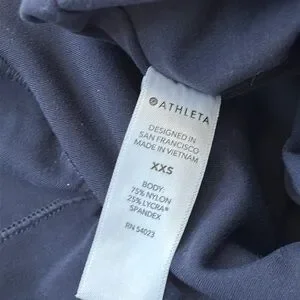 ATHLETA
DESIGNED IN
SAN FRANCISCO
MADE IN VIETNAM
XXS
BODY:
75% NYLON
25% LYCRA®
SPANDEX
RN 54023